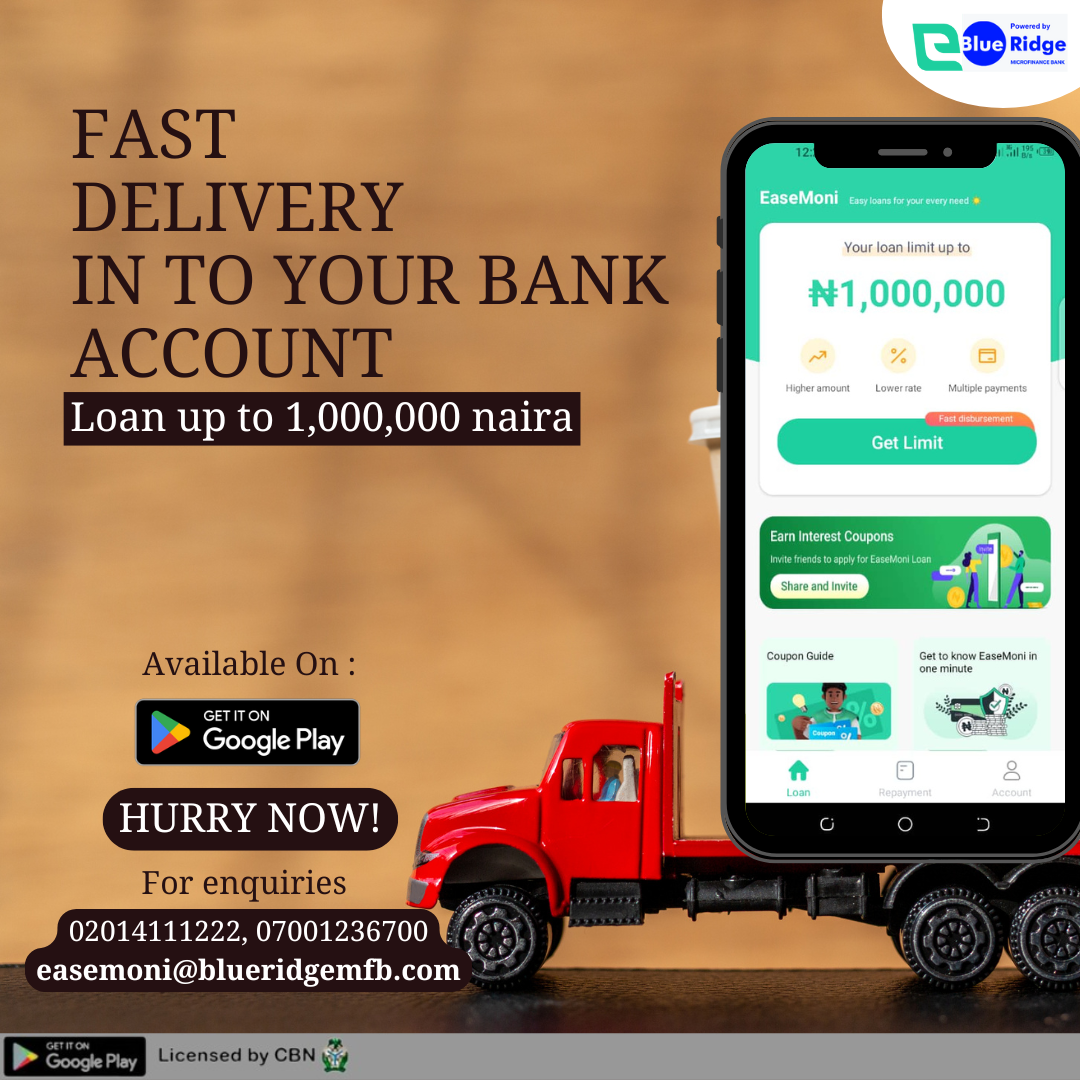 Powered by
Blue Ridge
MICROFINANCE BANK
FAST
DELIVERY
IN TO YOUR BANK
ACCOUNT
Loan up to 1,000,000 naira
EaseMoni Easy loans for your every need
Your loan limit up to
₦1,000,000
Higher amount Lower rate Multiple payments
Fast disbursement
Get Limit
Earn Interest Coupons
Invite friends to apply for EaseMoni Loan
Share and Invite
Invite
Coupon Guide
Get to know EaseMoni in
one minute
Coupon
Loan Repayment Account
Available On :
GET IT ON
Google Play
HURRY NOW!
For enquiries
02014111222, 07001236700
easemoni@blueridgemfb.com
GET IT ON
Google Play
Licensed by CBN